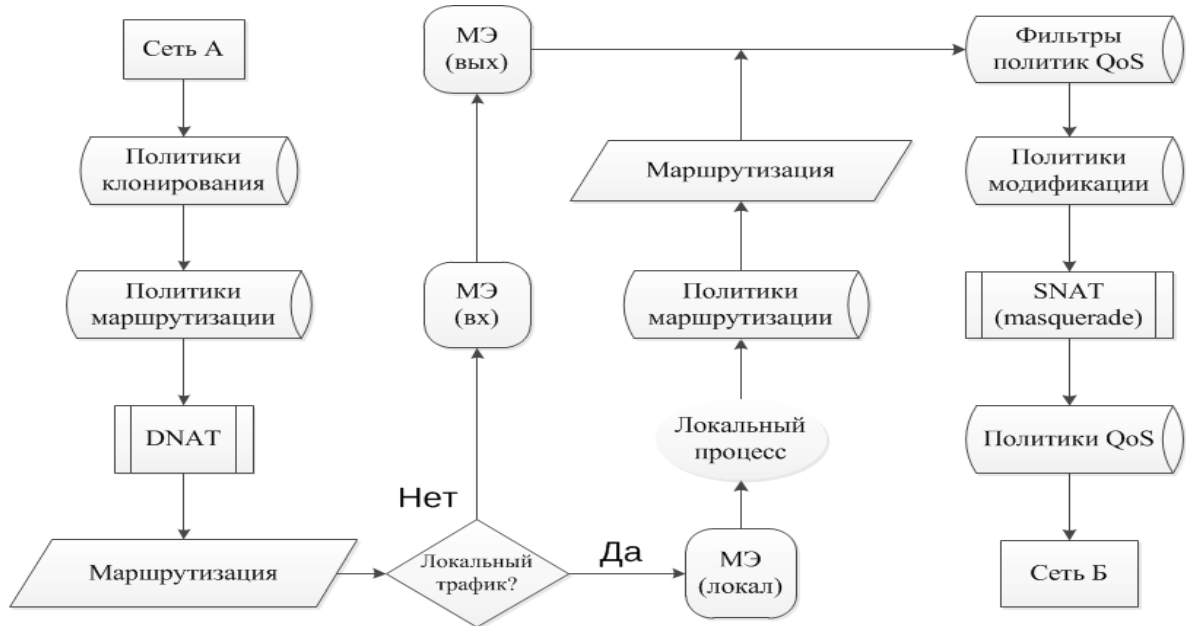 Сеть А
Политики
клонирования
Политики
маршрутизации
DNAT
Маршрутизация
Локальный
трафик?
Нет
Да
МЭ
(вх)
МЭ
(вых)
МЭ
(локал)
Локальный
процесс
Политики
маршрутизации
Маршрутизация
Фильтры
политик QoS
Политики
модификации
SNAT
(masquerade)
Политики QoS
Сеть Б